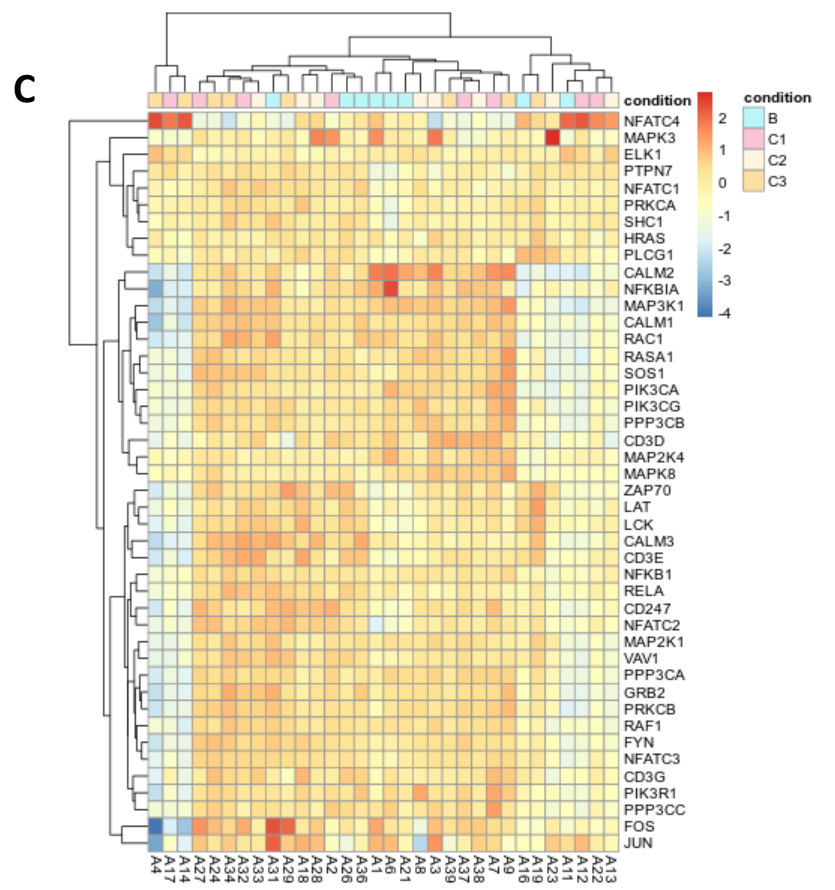 C
condition
condition
B
C1
C2
C3
2
1
0
-1
-2
-3
-4
NFATC4
MAPK3
ELK1
PTPN7
NFATC1
PRKCA
SHC1
HRAS
PLCG1
CALM2
NFKBIA
MAP3K1
CALM1
RAC1
RASA1
SOS1
PIK3CA
PIK3CG
PPP3CB
CD3D
MAP2K4
MAPK8
ZAP70
LAT
LCK
CALM3
CD3E
NFKB1
RELA
CD247
NFATC2
MAP2K1
VAV1
PPP3CA
GRB2
PRKCB
RAF1
FYN
NFATC3
CD3G
PIK3R1
PPP3CC
FOS
JUN
A4 A17 A14 A27 A24 A34 A32 A33 A31 A29 A18 A28 A2 A26 A36 A1 A6 A21 A8 A3 A39 A37 A38 A7 A9 A16 A19 A23 A11 A12 A22 A13